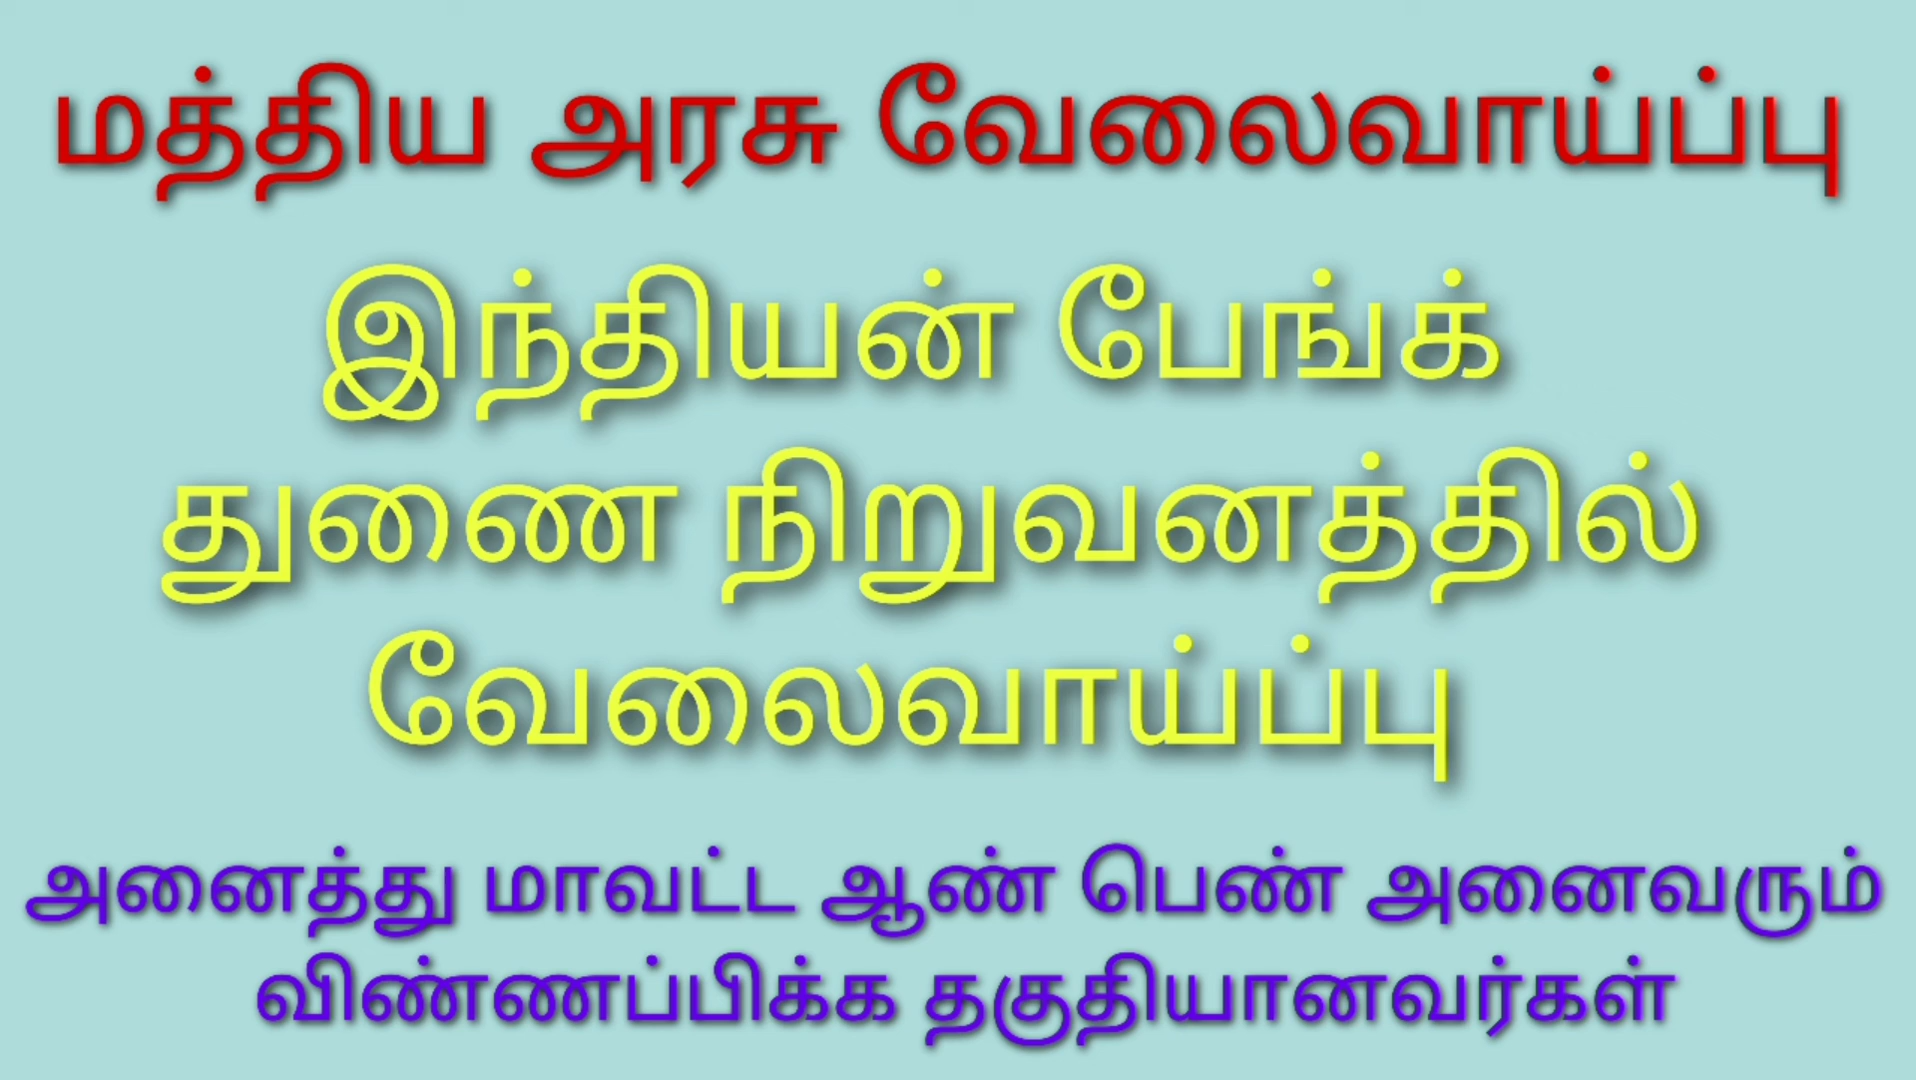 மத்திய அரசு வேலைவாய்ப்பு
இந்தியன் பேங்க்
துணை நிறுவனத்தில்
வேலைவாய்ப்பு
அனைத்து மாவட்ட ஆண் பெண் அனைவரும்
விண்ணப்பிக்க தகுதியானவர்கள்